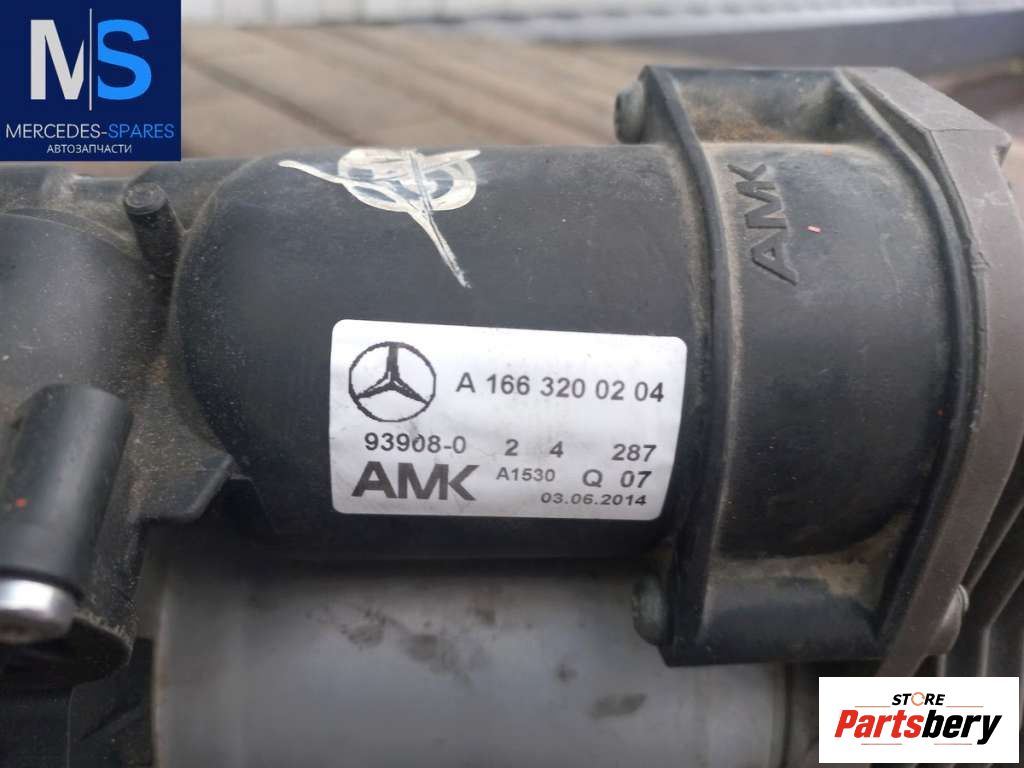 M|S
MERCEDES-SPARES
АВТОЗАПЧАСТИ
AMK
A 166 320 02 04
93908-0 2 4 287
AMK A1530 Q 07
03.06.2014
STORE
Partsbery